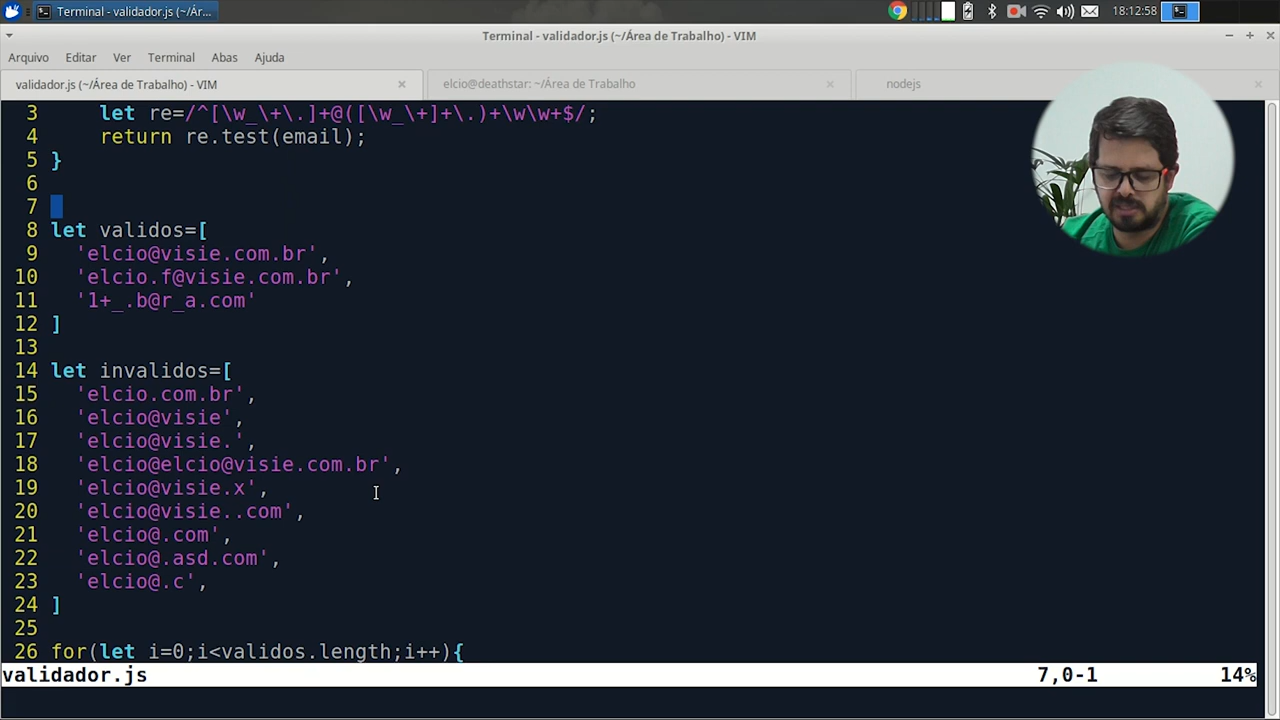 Terminal - validador.js (~/Ár...
18:12:58
Terminal - validador.js (~/Área de Trabalho) - VIM
Arquivo Editar Ver Terminal Abas Ajuda
validador.js (~/Área de Trabalho) - VIM
elcio@deathstar: ~/Área de Trabalho
nodejs
3 let re=/^[\w_\+\.]+@([\w_\+]+\.)+\w\w+$/;
4 return re.test(email);
5 }
6
7
8 let validos=[
9 'elcio@visie.com.br',
10 'elcio.f@visie.com.br',
11 '1+_.b@r_a.com'
12 ]
13
14 let invalidos=[
15 'elcio.com.br',
16 'elcio@visie',
17 'elcio@visie.',
18 'elcio@elcio@visie.com.br',
19 'elcio@visie.x',
20 'elcio@visie..com',
21 'elcio@.com',
22 'elcio@.asd.com',
23 'elcio@.c',
24 ]
25
26 for(let i=0;i<validos.length;i++){
validador.js 7,0-1 14%